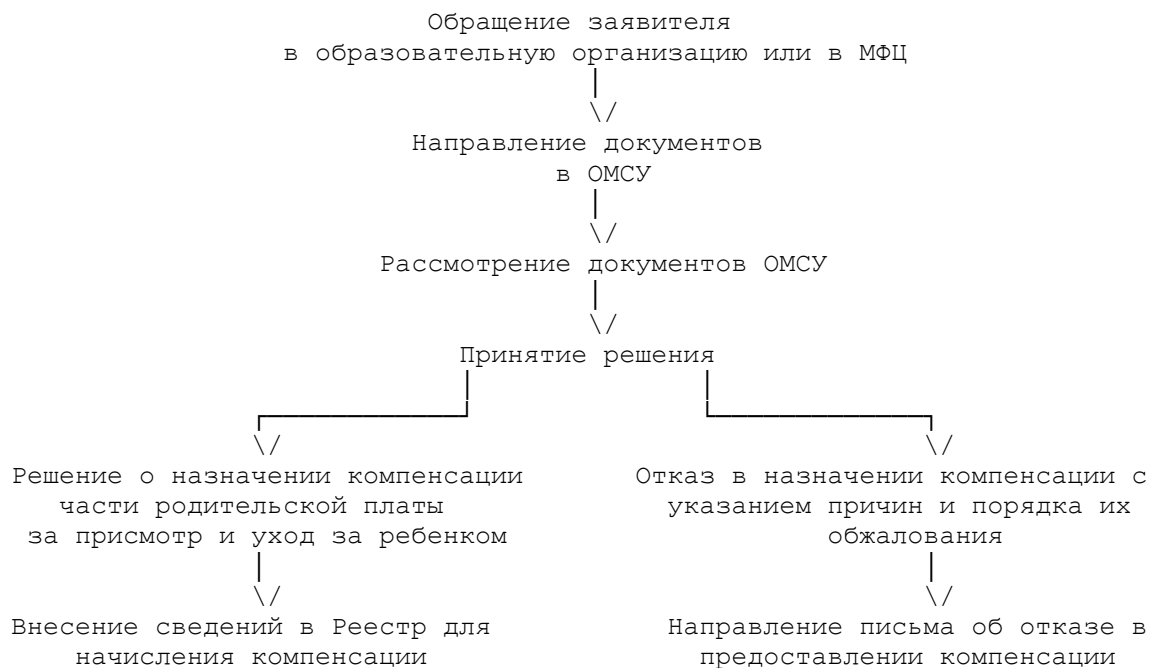 Обращение заявителя
в образовательную организацию или в МФЦ
Направление документов
в ОМСУ
Рассмотрение документов ОМСУ
Принятие решения
Решение о назначении компенсации
части родительской платы
за присмотр и уход за ребенком
Отказ в назначении компенсации с
указанием причин и порядка их
обжалования
Внесение сведений в Реестр для
начисления компенсации
Направление письма об отказе в
предоставлении компенсации